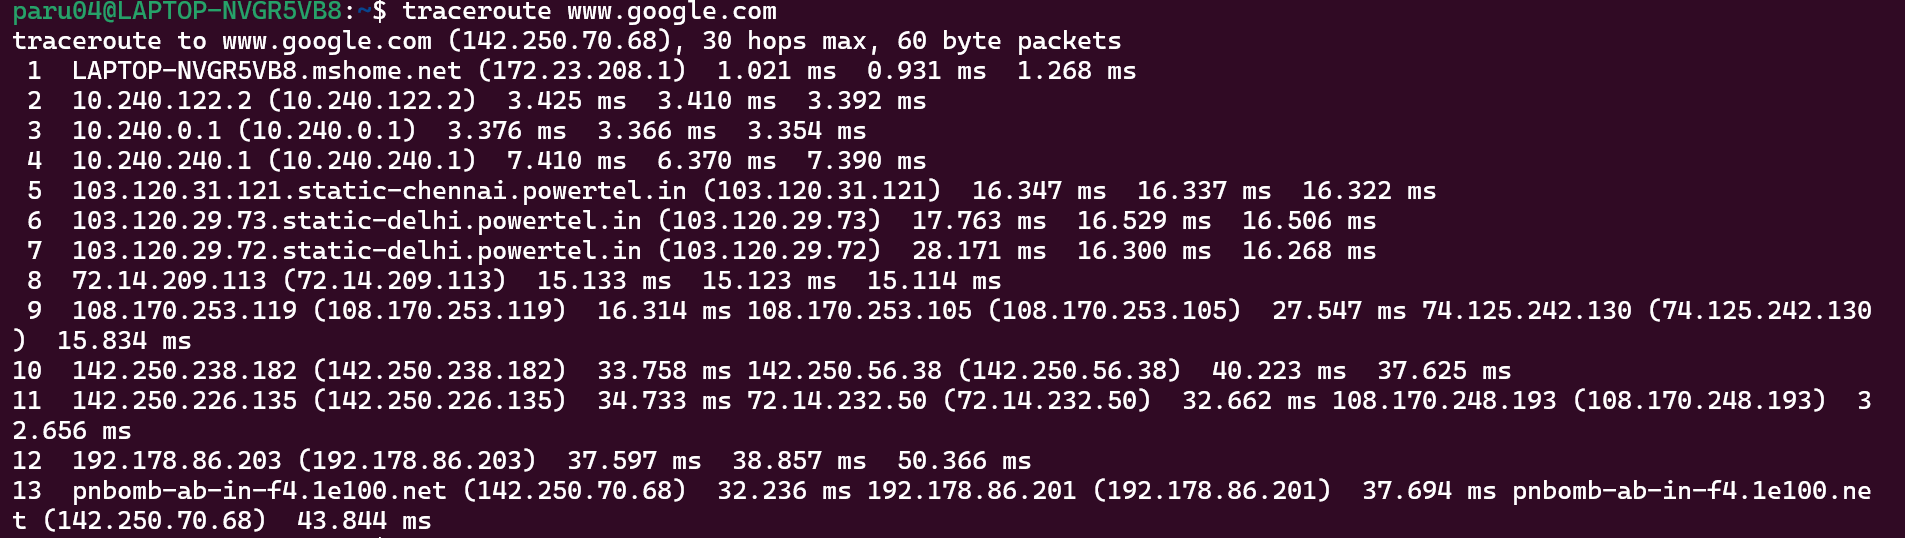 paru04@LAPTOP-NVGR5VB8:~$ traceroute www.google.com
traceroute to www.google.com (142.250.70.68), 30 hops max, 60 byte packets
 1  LAPTOP-NVGR5VB8.mshome.net (172.23.208.1)  1.021 ms  0.931 ms  1.268 ms
 2  10.240.122.2 (10.240.122.2)  3.425 ms  3.410 ms  3.392 ms
 3  10.240.0.1 (10.240.0.1)  3.376 ms  3.366 ms  3.354 ms
 4  10.240.240.1 (10.240.240.1)  7.410 ms  6.370 ms  7.390 ms
 5  103.120.31.121.static-chennai.powertel.in (103.120.31.121)  16.347 ms  16.337 ms  16.322 ms
 6  103.120.29.73.static-delhi.powertel.in (103.120.29.73)  17.763 ms  16.529 ms  16.506 ms
 7  103.120.29.72.static-delhi.powertel.in (103.120.29.72)  28.171 ms  16.300 ms  16.268 ms
 8  72.14.209.113 (72.14.209.113)  15.133 ms  15.123 ms  15.114 ms
 9  108.170.253.119 (108.170.253.119)  16.314 ms 108.170.253.105 (108.170.253.105)  27.547 ms 74.125.242.130 (74.125.242.130
)  15.834 ms
10  142.250.238.182 (142.250.238.182)  33.758 ms 142.250.56.38 (142.250.56.38)  40.223 ms  37.625 ms
11  142.250.226.135 (142.250.226.135)  34.733 ms 72.14.232.50 (72.14.232.50)  32.662 ms 108.170.248.193 (108.170.248.193)  3
2.656 ms
12  192.178.86.203 (192.178.86.203)  37.597 ms  38.857 ms  50.366 ms
13  pnbomb-ab-in-f4.1e100.net (142.250.70.68)  32.236 ms 192.178.86.201 (192.178.86.201)  37.694 ms pnbomb-ab-in-f4.1e100.ne
t (142.250.70.68)  43.844 ms